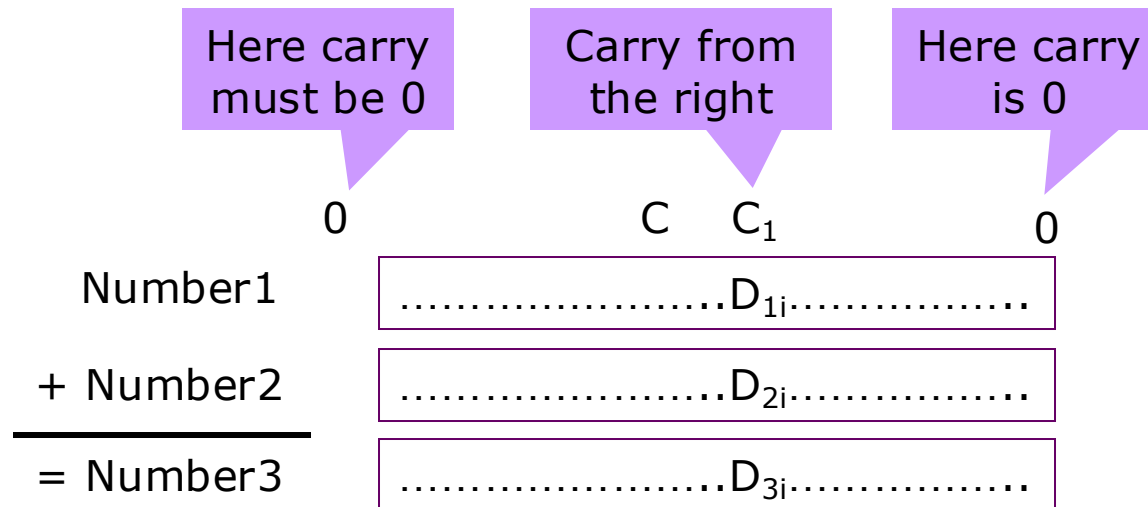 Here carry
must be 0
Carry from
the right
Here carry
is 0
0 C C₁ 0
Number1 ........................D₁ᵢ..................
+ Number2 ........................D₂ᵢ..................
= Number3 ........................D₃ᵢ..................